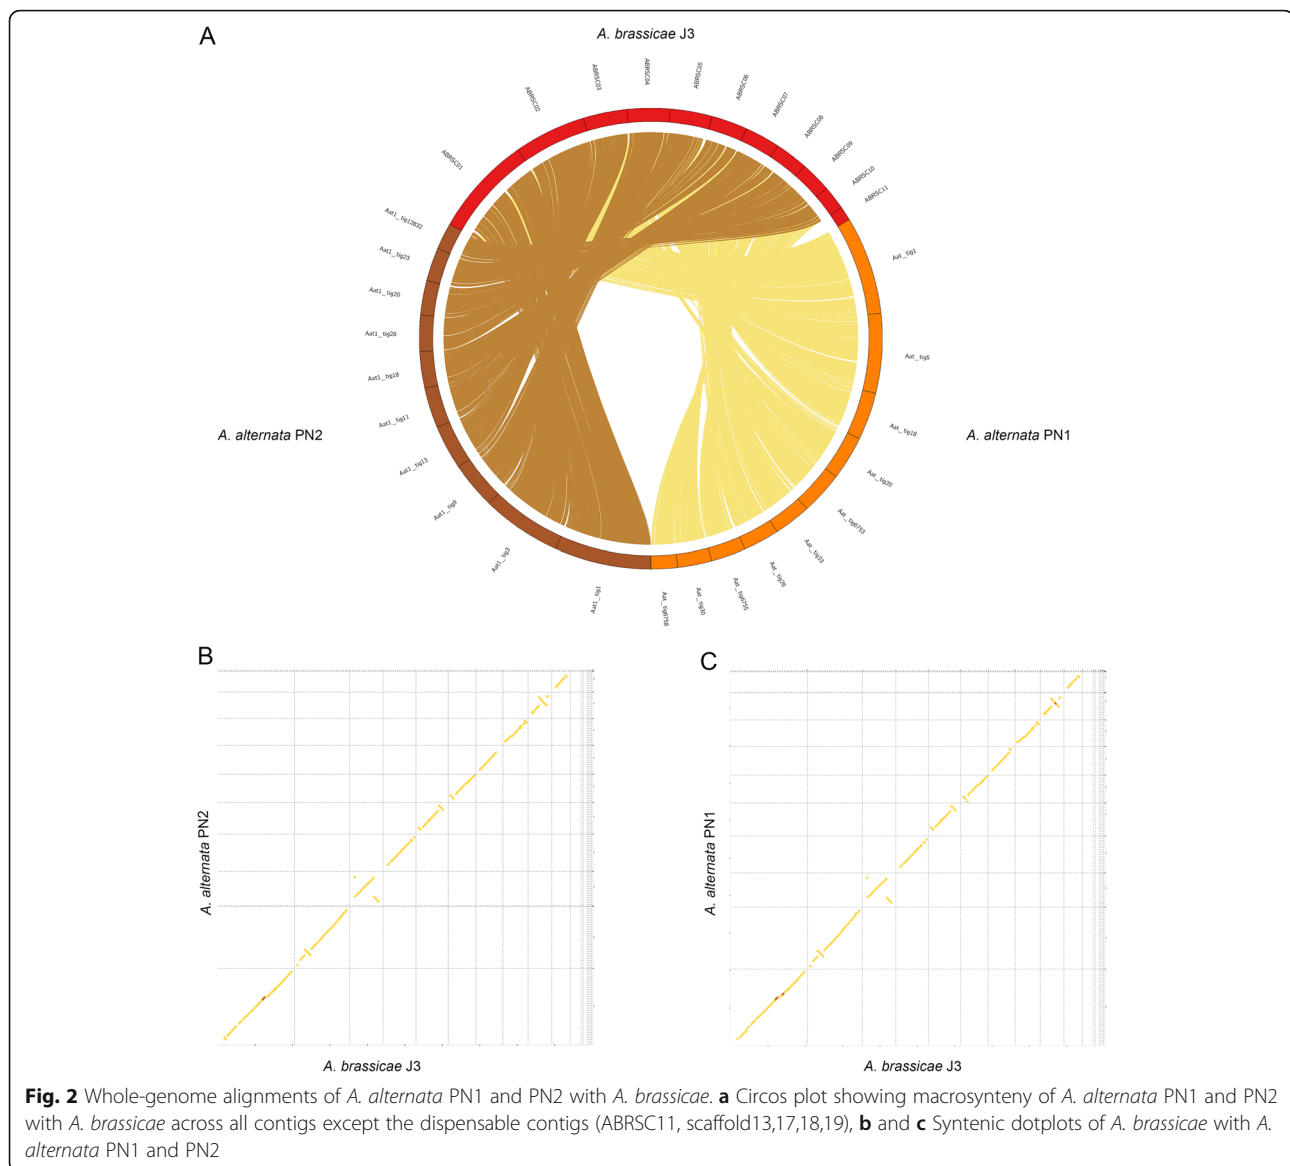 A
A. brassicae J3
ABRSC01
ABRSC02
ABRSC03
ABRSC04
ABRSC05
ABRSC06
ABRSC07
ABRSC08
ABRSC09
ABRSC10
ABRSC11
Aat1_tig12832
Aat1_tig23
Aat1_tig20
Aat1_tig28
Aat1_tig18
Aat1_tig11
Aat1_tig13
Aat1_tig9
Aat1_tig3
Aat1_tig1
Aat_tig1
Aat_tig5
Aat_tig18
Aat_tig20
Aat_tig6753
Aat_tig33
Aat_tig26
Aat_tig6755
Aat_tig30
Aat_tig6758
A. alternata PN2
A. alternata PN1
B
A. alternata PN2
A. brassicae J3
C
A. alternata PN1
A. brassicae J3
Fig. 2 Whole-genome alignments of A. alternata PN1 and PN2 with A. brassicae. a Circos plot showing macrosynteny of A. alternata PN1 and PN2
with A. brassicae across all contigs except the dispensable contigs (ABRSC11, scaffold13,17,18,19), b and c Syntenic dotplots of A. brassicae with A.
alternata PN1 and PN2